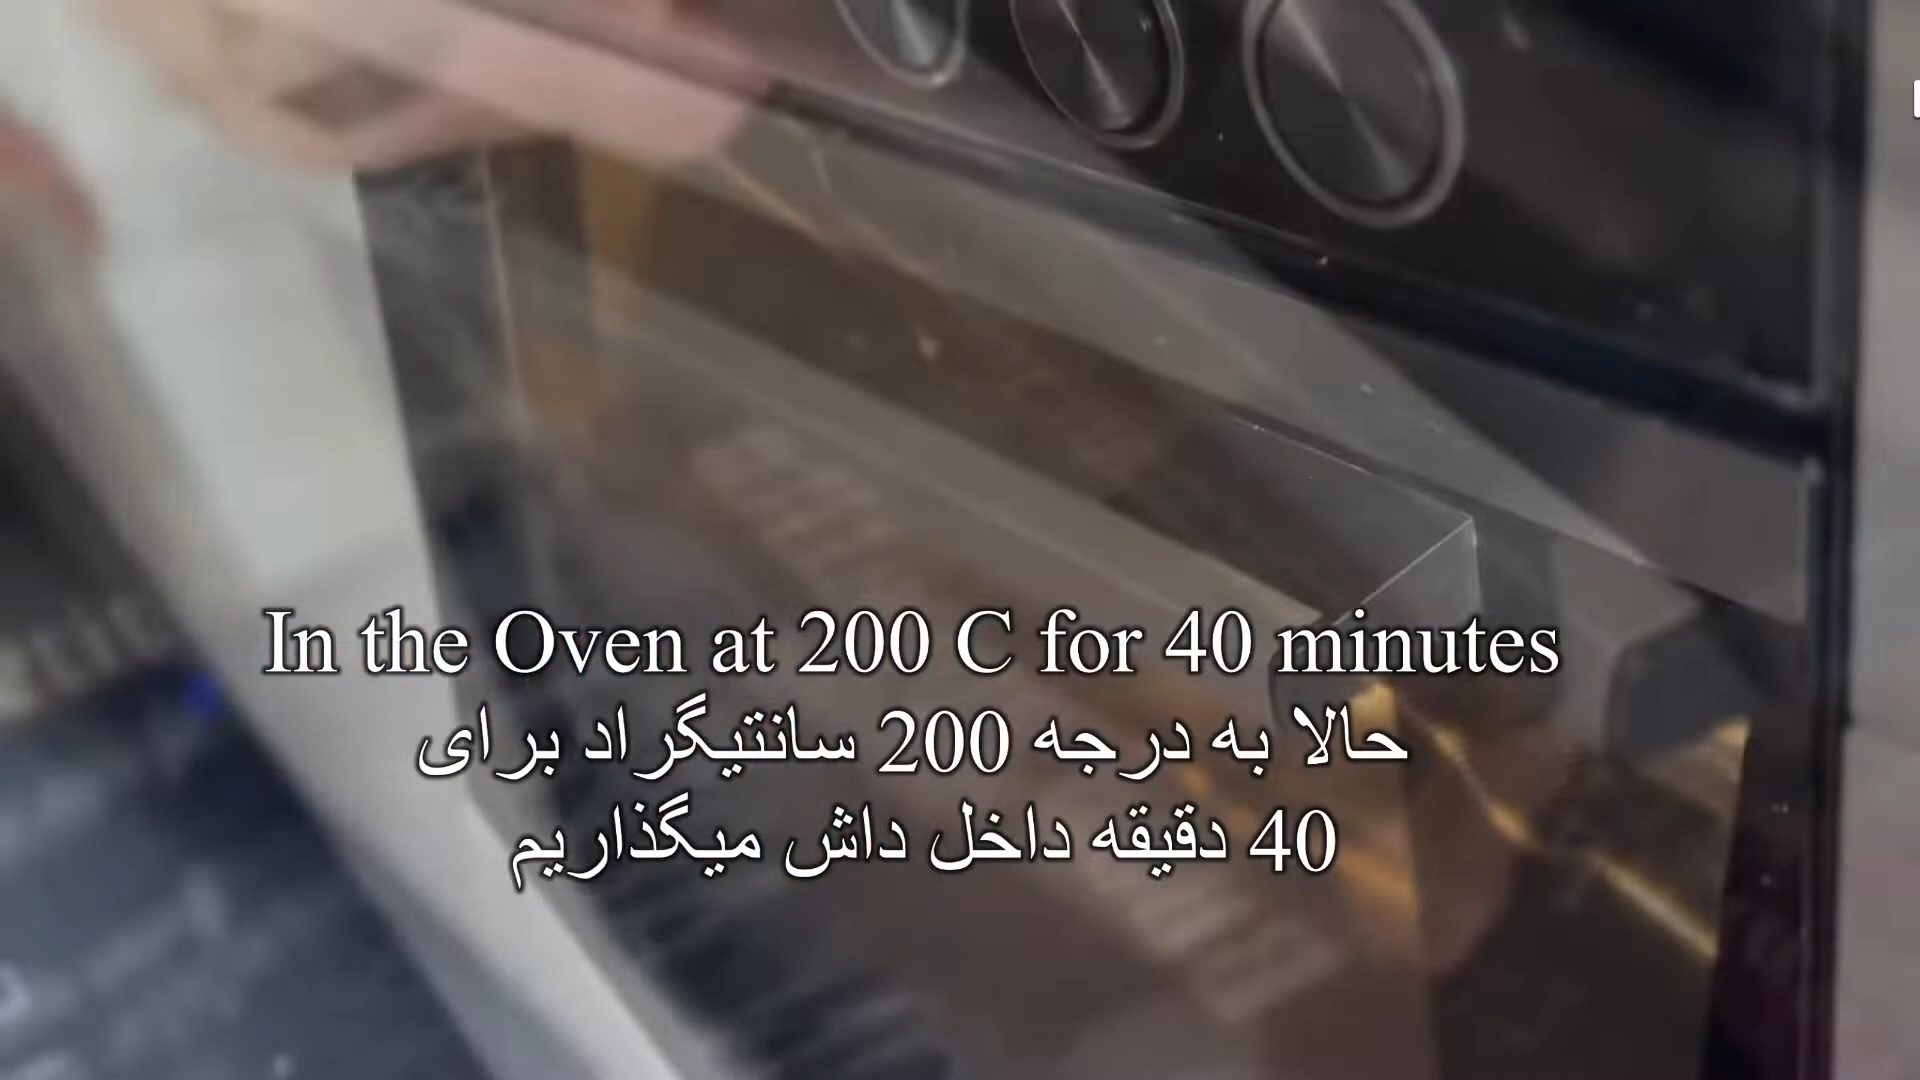 In the Oven at 200 C for 40 minutes
حالا به درجه 200 سانتیگراد برای
40 دقیقه داخل داش میگذاریم